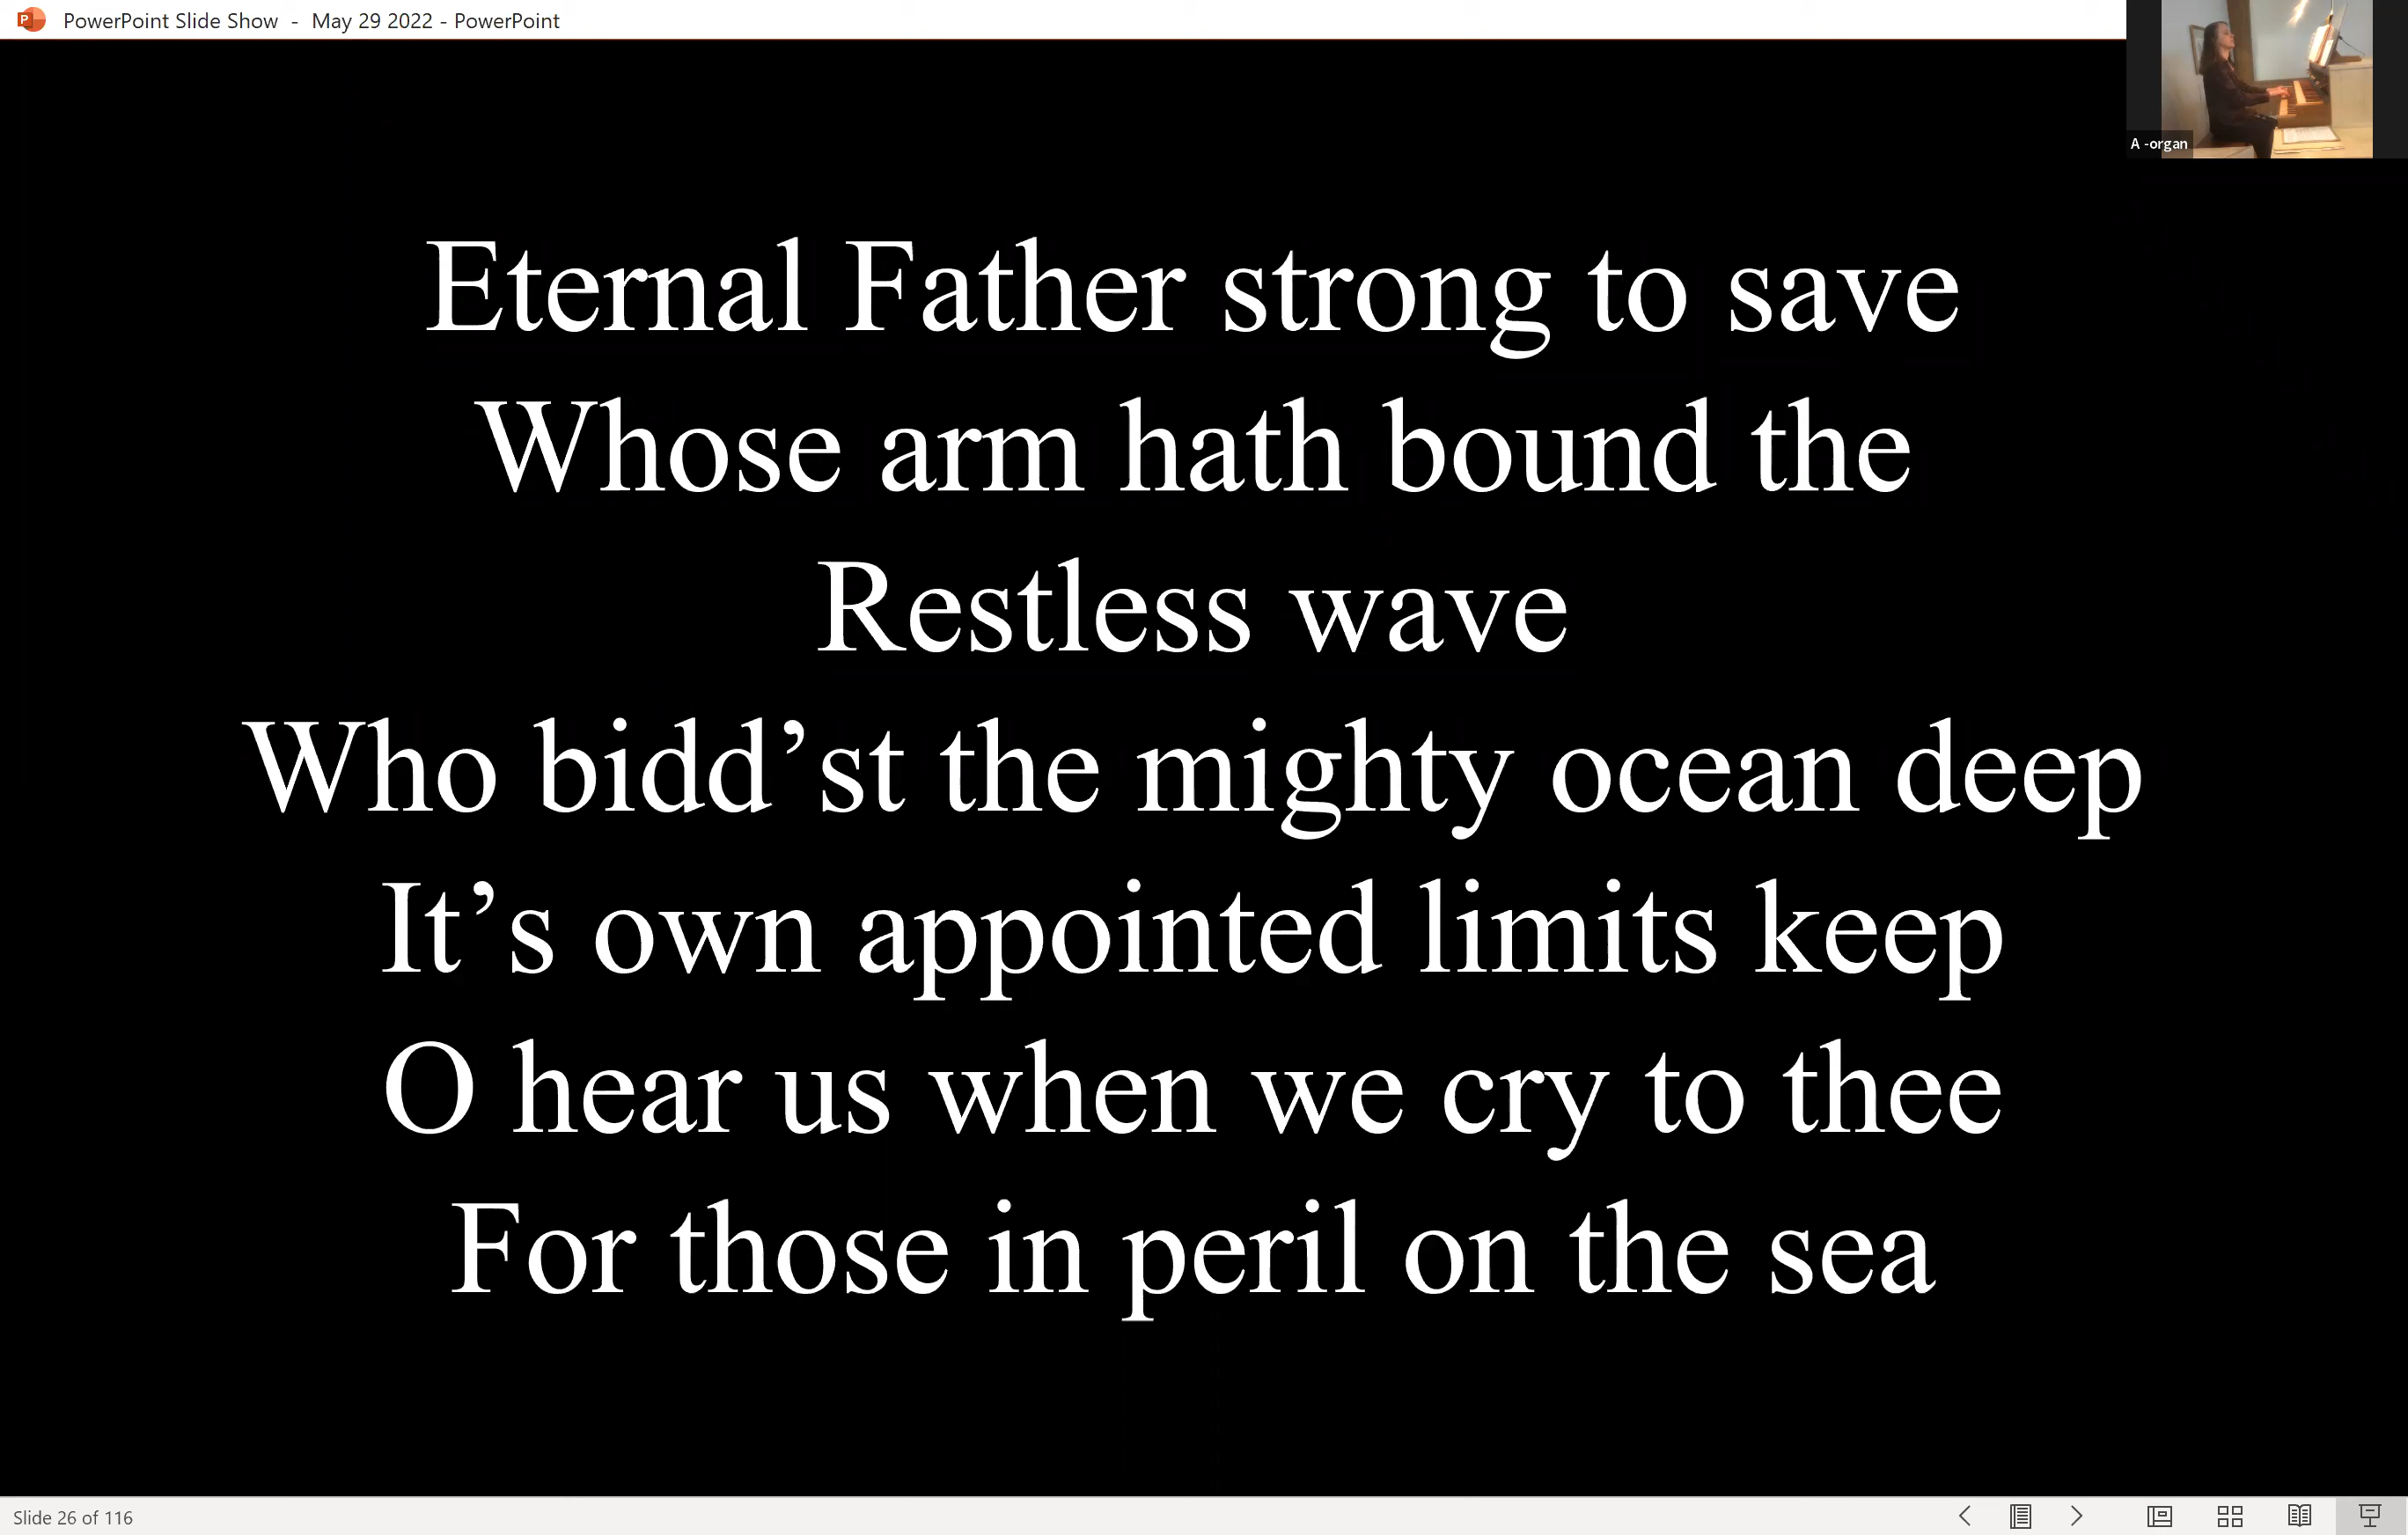 PowerPoint Slide Show - May 29 2022 - PowerPoint
A -organ
Eternal Father strong to save
Whose arm hath bound the
Restless wave
Who bidd’st the mighty ocean deep
It’s own appointed limits keep
O hear us when we cry to thee
For those in peril on the sea
Slide 26 of 116